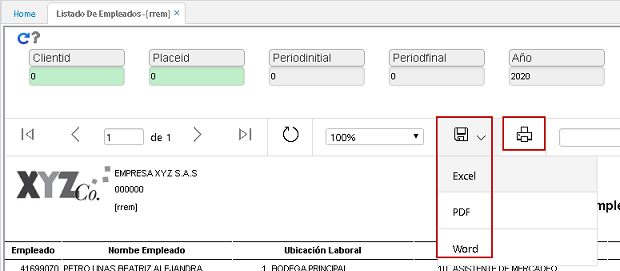 Home Listado De Empleados - [rrem] ×
?
Clientid Placeid Periodinitial Periodfinal Año
0 0 0 0 2020
1 de 1 100%
Excel
PDF
Word
XYZ Co.
EMPRESA XYZ S.A.S
000000
[rrem]
Empleado Nombre Empleado Ubicación Laboral
41699070 PETRO LINAS BEATRIZ ALEJANDRA 1 BODEGA PRINCIPAL 10 ASISTENTE DE MERCADEO